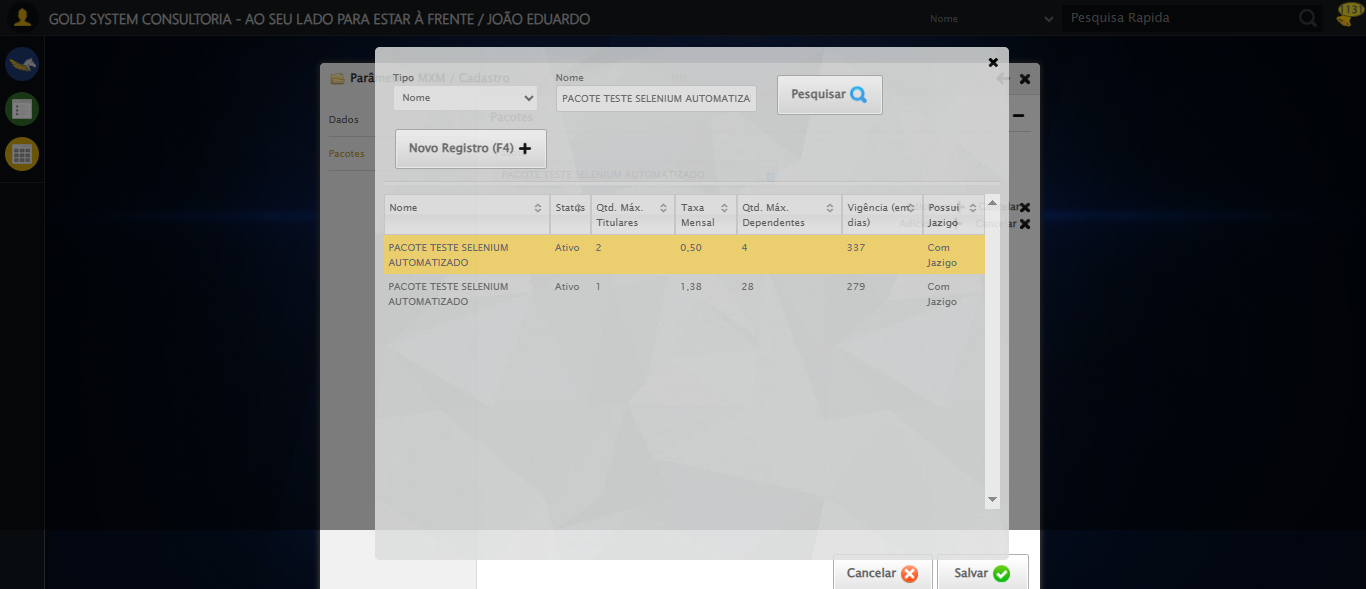 GOLD SYSTEM CONSULTORIA - AO SEU LADO PARA ESTAR À FRENTE / JOÃO EDUARDO
Nome
Pesquisa Rapida
113
Parâm MXM / Cadastro
Dados
Pacotes
Pacotes
Tipo
Nome
Nome
PACOTE TESTE SELENIUM AUTOMATIZA
Pesquisar
Novo Registro (F4)
PACOTE TESTE SELENIUM AUTOMATIZADO
Nome
Status
Qtd. Máx.
Titulares
Taxa
Mensal
Qtd. Máx.
Dependentes
Vigência (em
dias)
Possuí
Jazigo
PACOTE TESTE SELENIUM
AUTOMATIZADO
Ativo
2
0,50
4
337
Com
Jazigo
PACOTE TESTE SELENIUM
AUTOMATIZADO
Ativo
1
1,38
28
279
Com
Jazigo
Cancelar
Salvar